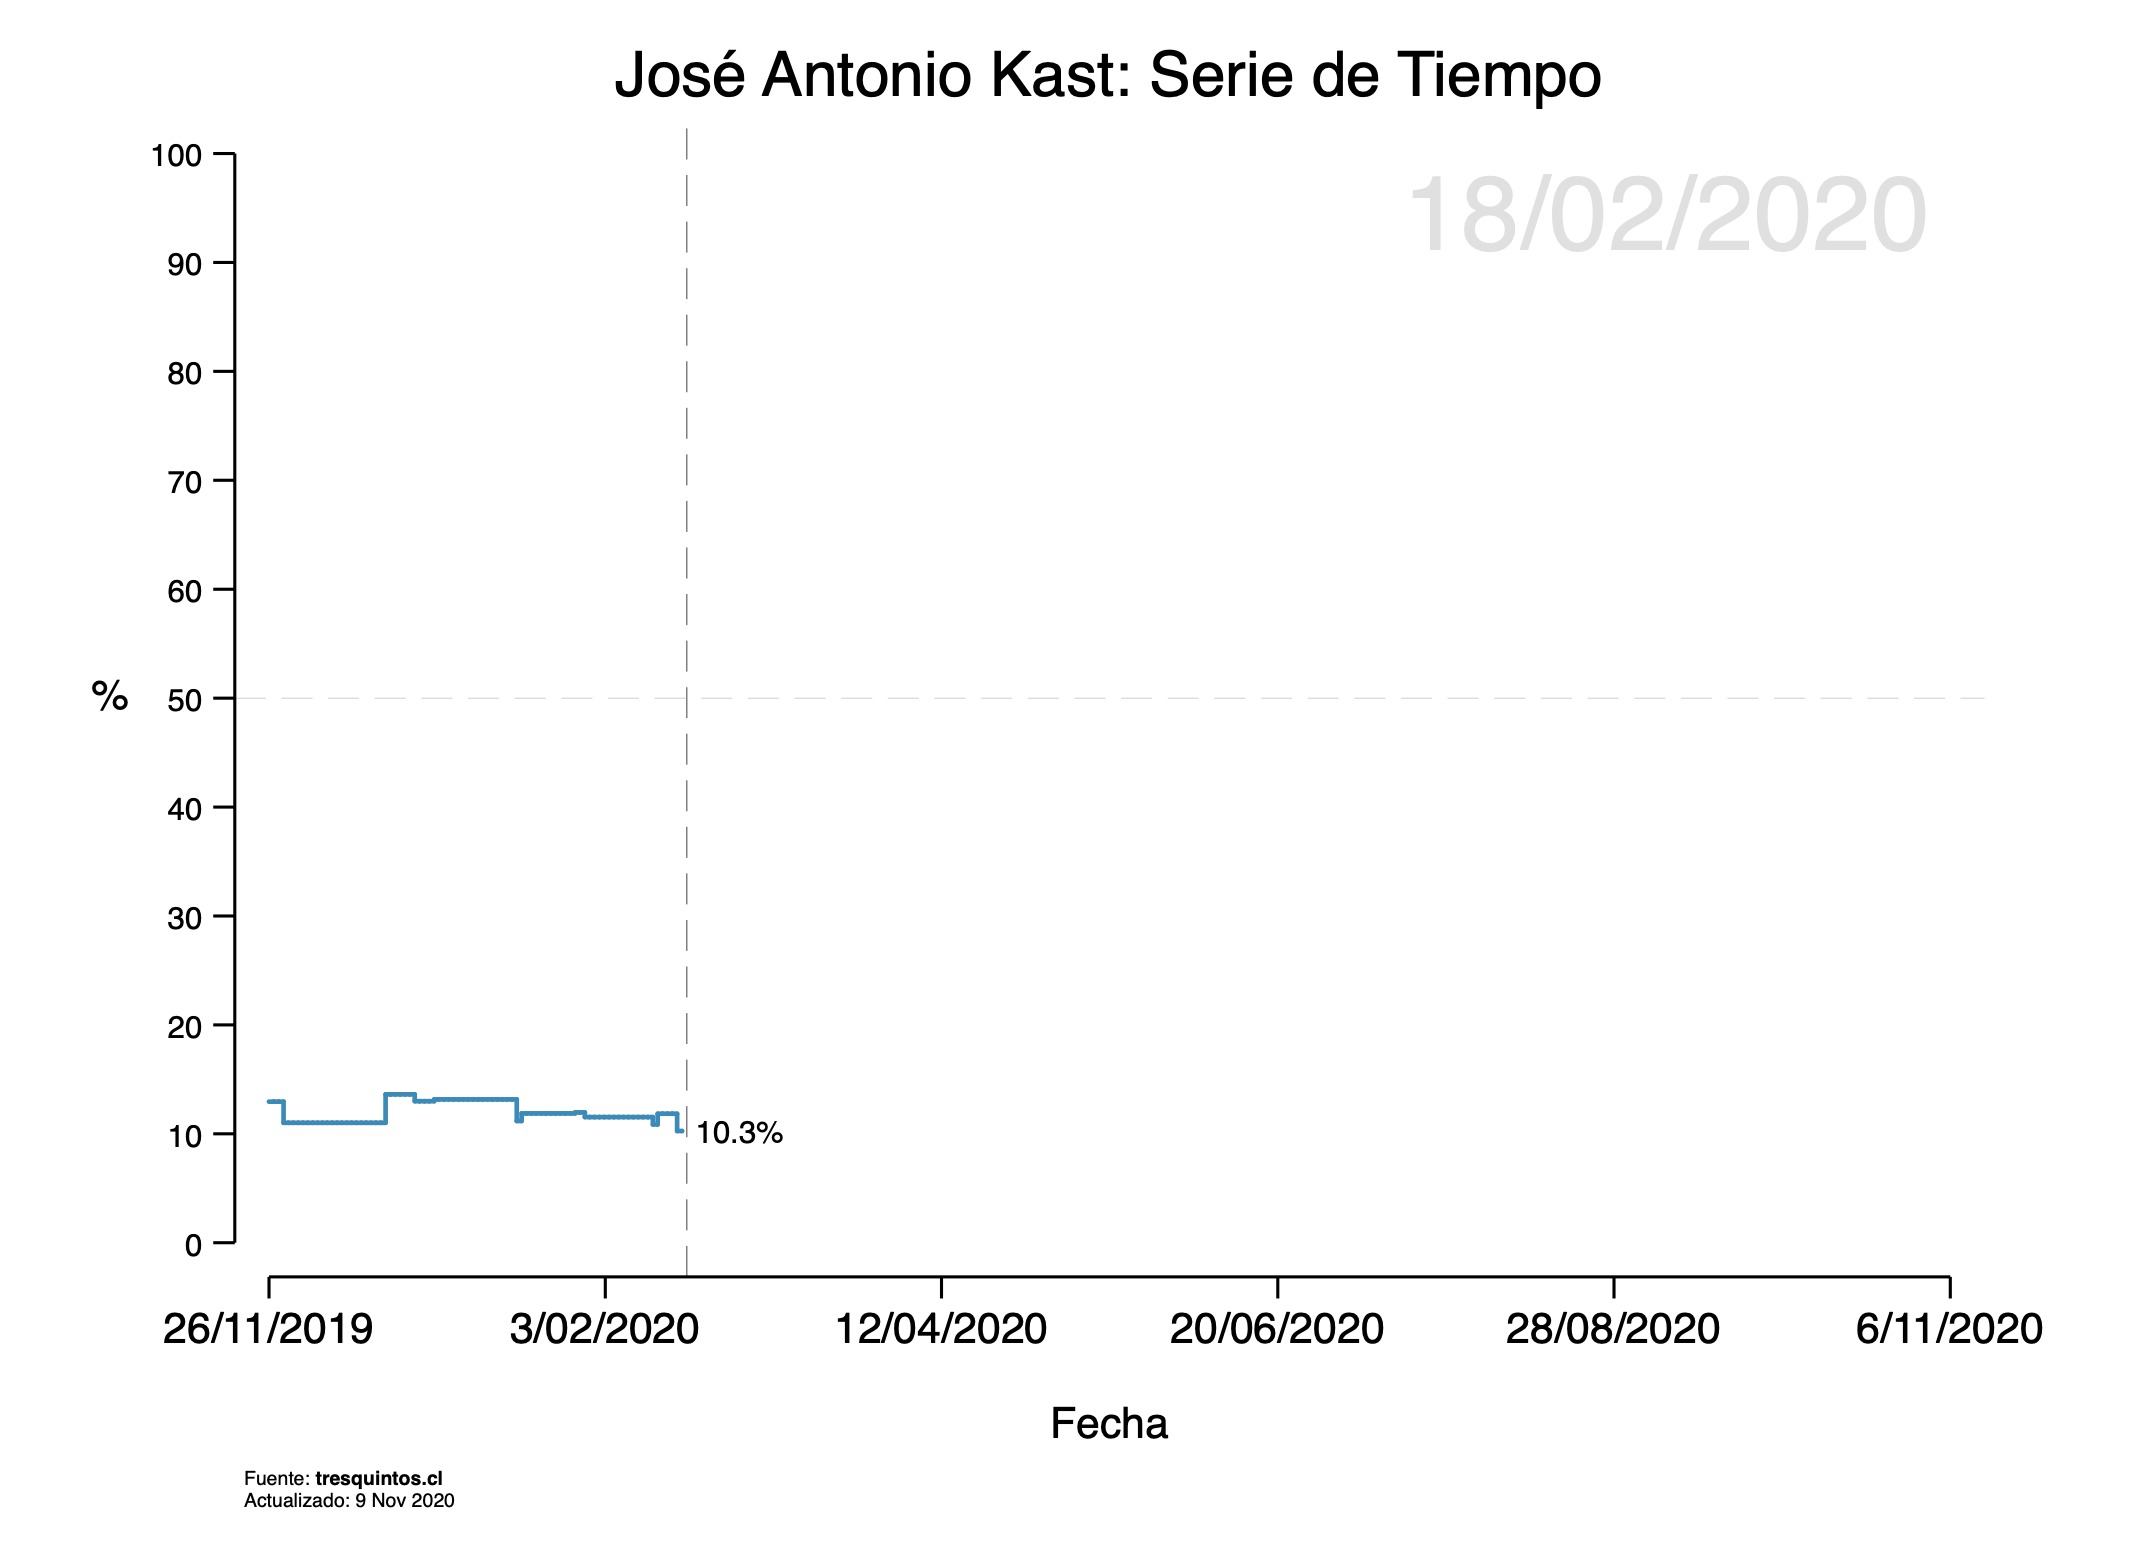 José Antonio Kast: Serie de Tiempo
18/02/2020
100
90
80
70
60
50
40
30
20
10
0
%
10.3%
26/11/2019 3/02/2020 12/04/2020 20/06/2020 28/08/2020 6/11/2020
Fecha
Fuente: tresquintos.cl
Actualizado: 9 Nov 2020